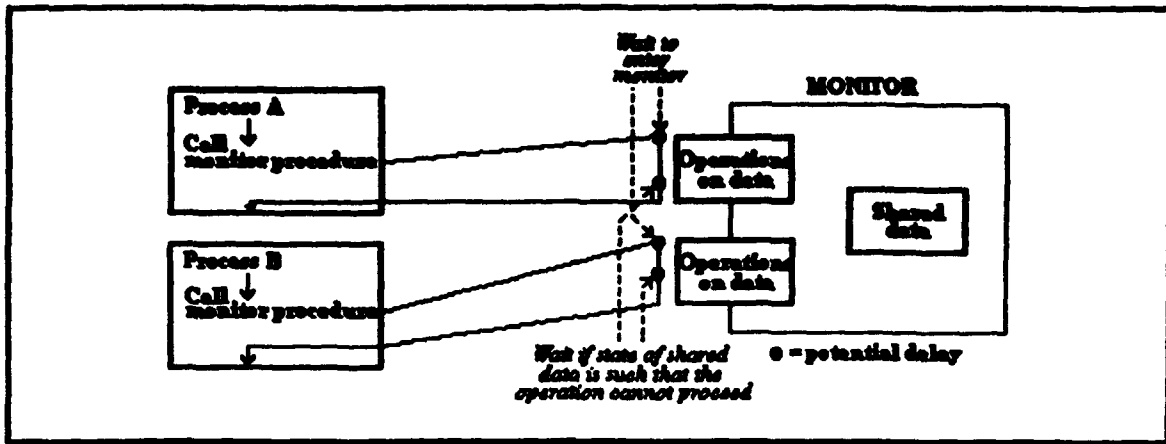 Wait to
enter
monitor
MONITOR
Process A
Call
monitor procedure
Operations
on data
Shared
data
Process B
Call
monitor procedure
Operations
on data
Wait if state of shared
data is such that the
operation cannot proceed
● = potential delay